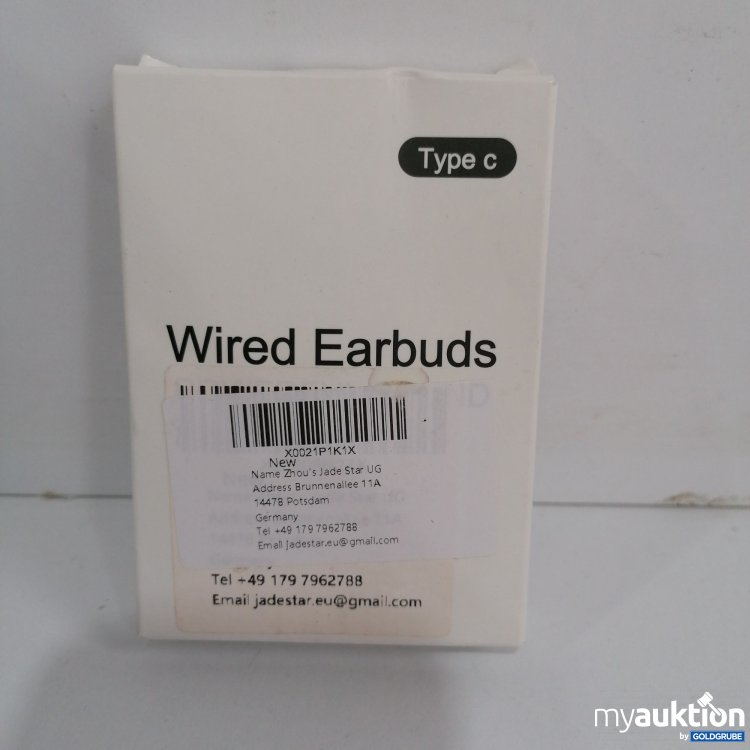 Type c
Wired Earbuds
X0021P1K1X
New
Name Zhou's Jade Star UG
Address Brunnenallee 11A
14478 Potsdam
Germany
Tel +49 179 7962788
Email jadestar.eu@gmail.com
Tel +49 179 7962788
Email jadestar.eu@gmail.com
myauktion
by GOLDGRUBE